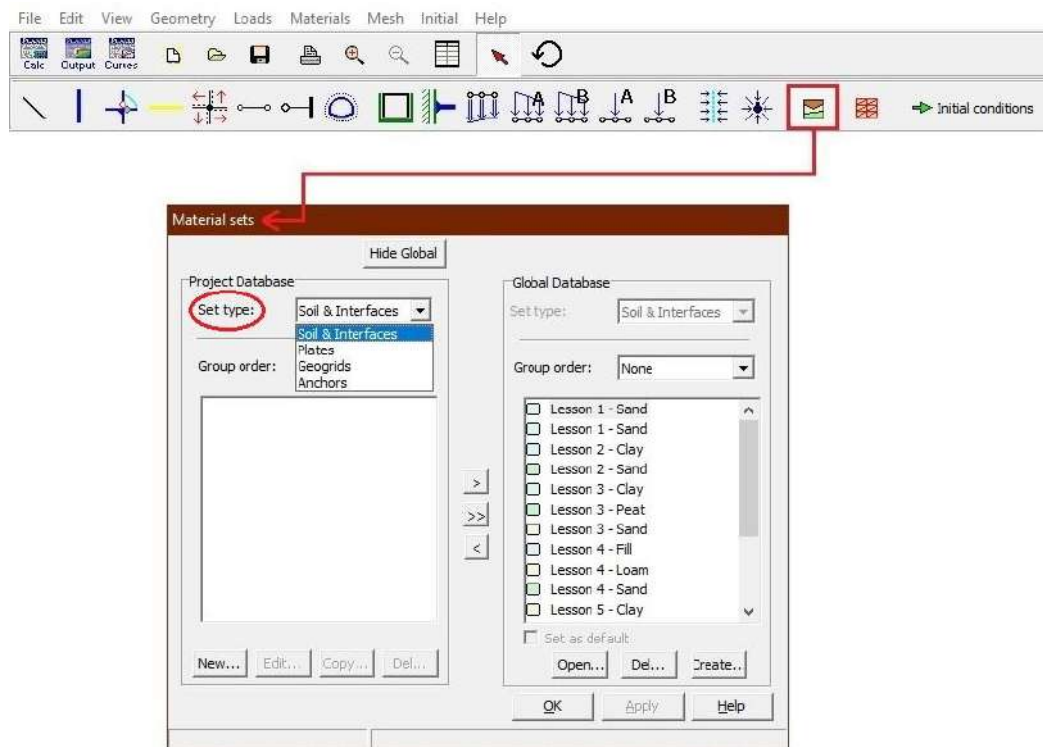 File Edit View Geometry Loads Materials Mesh Initial Help
Calc Output Curves
A B A B Initial conditions
Material sets
Hide Global
Project Database
Set type: Soil & Interfaces
Soil & Interfaces
Plates
Geogrids
Anchors
Group order:
New... Edit... Copy... Del...
>
>>
<
Global Database
Set type: Soil & Interfaces
Group order: None
Lesson 1 - Sand
Lesson 1 - Sand
Lesson 2 - Clay
Lesson 2 - Sand
Lesson 3 - Clay
Lesson 3 - Peat
Lesson 3 - Sand
Lesson 4 - Fill
Lesson 4 - Loam
Lesson 4 - Sand
Lesson 5 - Clay
Set as default
Open... Del... Create..
OK Apply Help